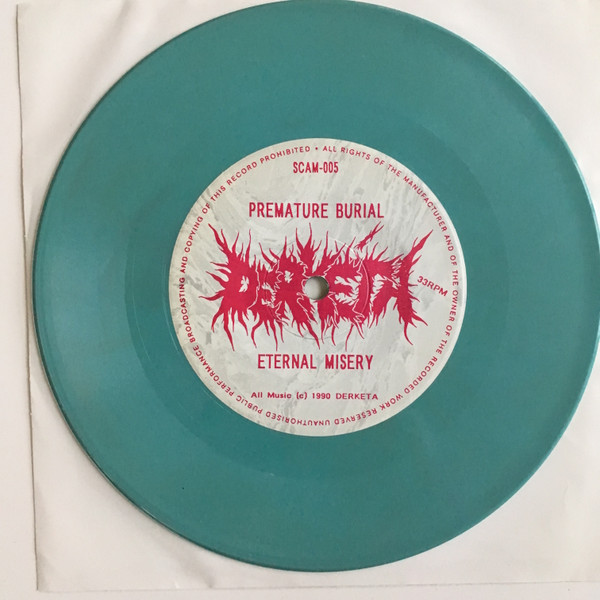 ALL RIGHTS OF THE MANUFACTURER AND OF THE OWNER OF THE RECORDED WORK RESERVED UNAUTHORISED PUBLIC PERFORMANCE BROADCASTING AND COPYING OF THIS RECORD PROHIBITED •
SCAM-005
PREMATURE BURIAL
DERKETA
33RPM
ETERNAL MISERY
All Music (c) 1990 DERKETA